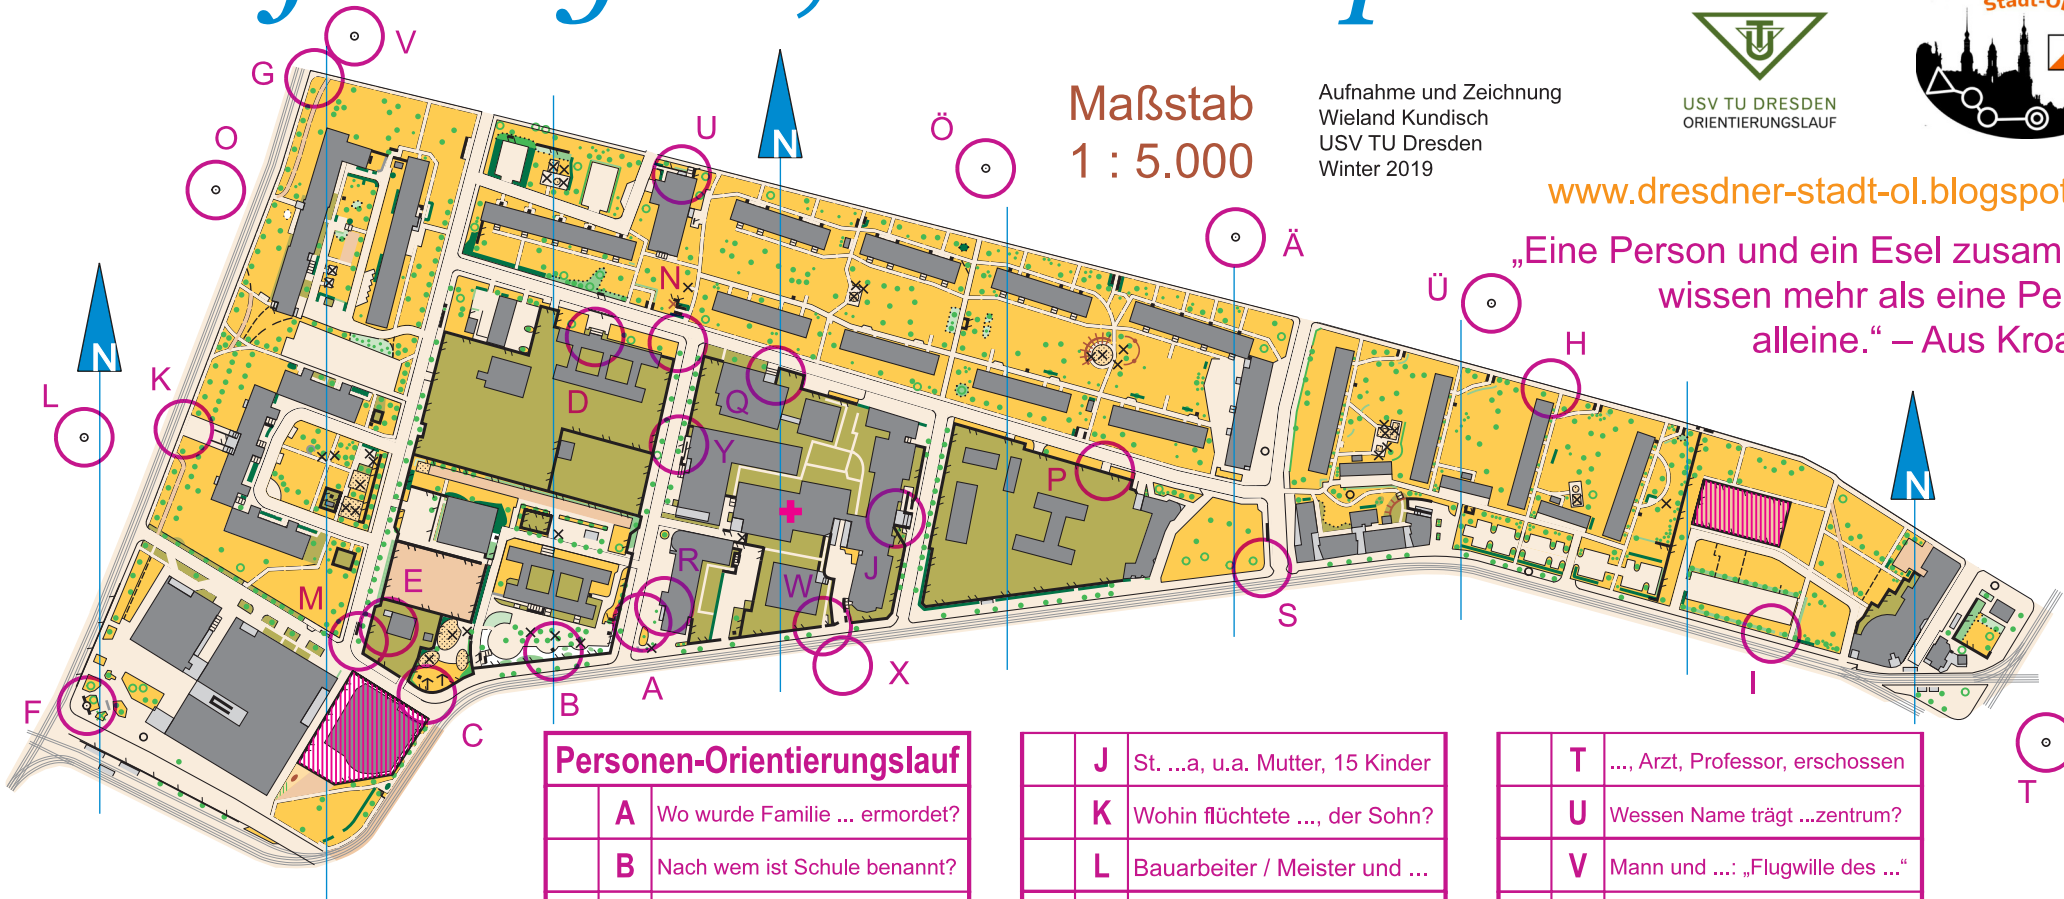 Stadt-O
V
G
O
U
Ö
Maßstab
1 : 5.000
Aufnahme und Zeichnung
Wieland Kundisch
USV TU Dresden
Winter 2019
USV TU DRESDEN
ORIENTIERUNGSLAUF
www.dresdner-stadt-ol.blogspot
„Eine Person und ein Esel zusam
wissen mehr als eine Pe
alleine.“ – Aus Kroa
N
N
N
N
Ä
Ü
H
L
K
D
Q
Y
P
M
E
R
W
J
S
X
A
B
C
F
I
T
Personen-Orientierungslauf
A Wo wurde Familie ... ermordet?
B Nach wem ist Schule benannt?
J St. ...a, u.a. Mutter, 15 Kinder
K Wohin flüchtete ..., der Sohn?
L Bauarbeiter / Meister und ...
T ..., Arzt, Professor, erschossen
U Wessen Name trägt ...zentrum?
V Mann und ...: „Flugwille des ...“